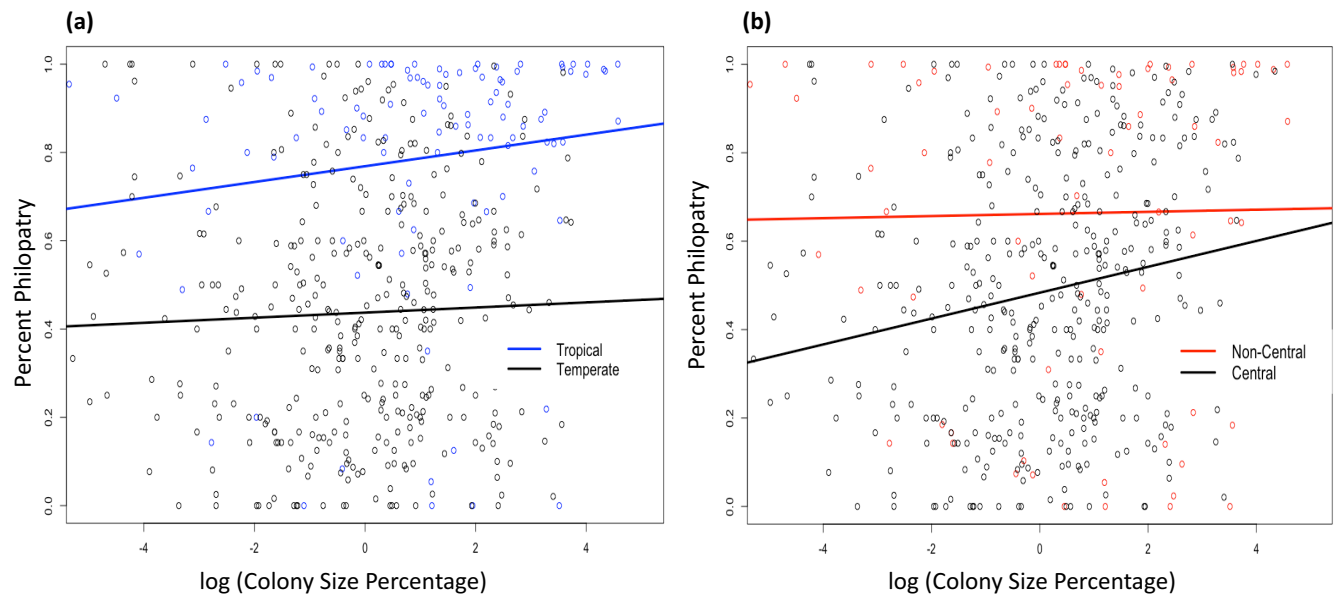 (a)
1.0
0.8
0.6
0.4
0.2
0.0
Percent Philopatry
Tropical
Temperate
-4
-2
0
2
4
log (Colony Size Percentage)
(b)
1.0
0.8
0.6
0.4
0.2
0.0
Percent Philopatry
Non-Central
Central
-4
-2
0
2
4
log (Colony Size Percentage)